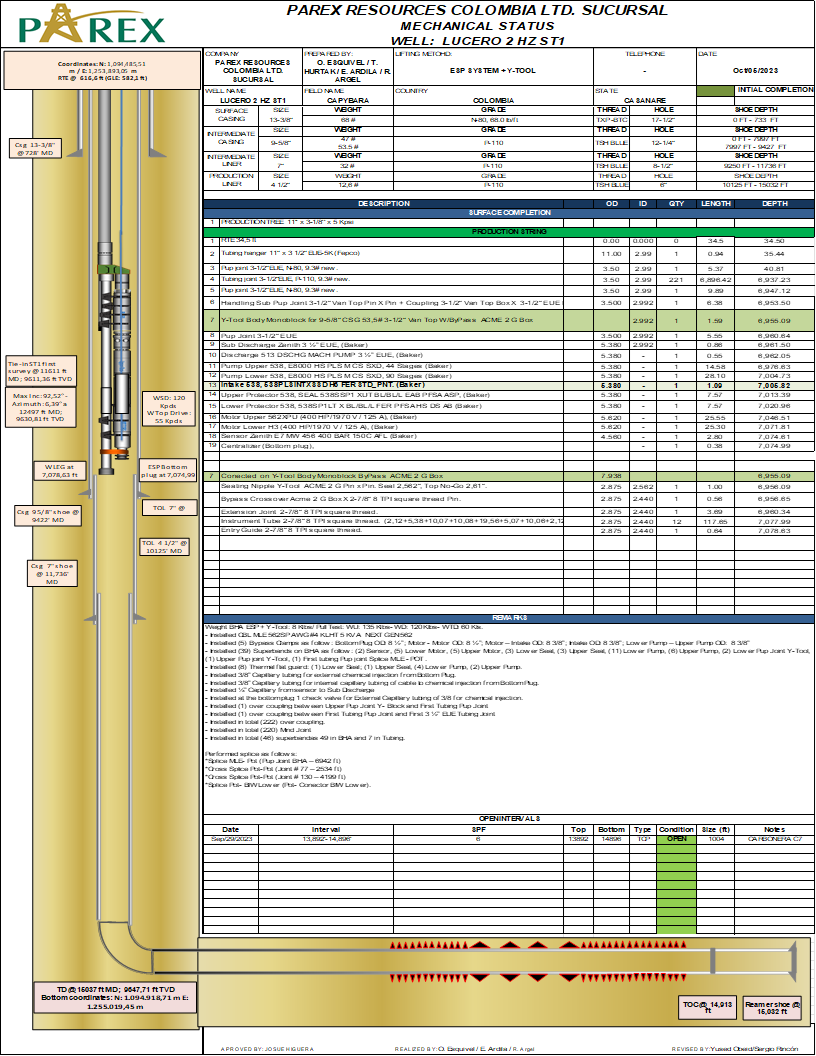 PAREX
PAREX RESOURCES COLOMBIA LTD. SUCURSAL
MECHANICAL STATUS
WELL: LUCERO 2 HZ ST1
COMPANY PREPARED BY: LIFTING METOHD: TELEPHONE DATE
PAREX RESOURCES COLOMBIA LTD. SUCURSAL O. ESQUIVEL / T. HURTAK / E. ARDILA / R. ARGEL ESP SYSTEM + Y-TOOL - Oct/05/2023
WELL NAME FIELD NAME COUNTRY STATE INITIAL COMPLETION
LUCERO 2 HZ ST1 CAPYBARA COLOMBIA CASANARE
SURFACE CASING SIZE WEIGHT GRADE THREAD HOLE SHOE DEPTH
13-3/8" 68 # N-80, 68.0 lb/ft TXP-BTC 17-1/2" 0 FT - 733 FT
INTERMEDIATE CASING SIZE WEIGHT GRADE THREAD HOLE SHOE DEPTH
9-5/8" 47 # 53.5 # P-110 TSH BLUE 12-1/4" 0 FT - 7997 FT 7997 FT - 9427 FT
INTERMEDIATE LINER SIZE WEIGHT GRADE THREAD HOLE SHOE DEPTH
7" 32 # P-110 TSH BLUE 8-1/2" 9250 FT - 11736 FT
PRODUCTION LINER SIZE WEIGHT GRADE THREAD HOLE SHOE DEPTH
4 1/2" 12,6 # P-110 TSH BLUE 6" 10125 FT - 15032 FT
DESCRIPTION OD ID QTY LENGTH DEPTH
SURFACE COMPLETION
1 PRODUCTION TREE 11" x 3-1/8" x 5 Kpsi
PRODUCTION STRING
1 RTE 34,5 ft 0.00 0.000 0 34.5 34.50
2 Tubing hanger 11" x 3 1/2" EUE-5K (Fepco) 11.00 2.99 1 0.94 35.44
3 Pup joint 3-1/2" EUE, N-80, 9.3# new. 3.50 2.99 1 5.37 40.81
4 Tubing joint 3-1/2" EUE, P-110, 9.3# new. 3.50 2.99 221 6,896.42 6,937.23
5 Pup joint 3-1/2" EUE, N-80, 9.3# new. 3.50 2.99 1 9.89 6,947.12
6 Handling Sub Pup Joint 3-1/2" Van Top Pin X Pin + Coupling 3-1/2" Van Top Box X 3-1/2" EUE 3.500 2.992 1 6.38 6,953.50
7 Y-Tool Body Monoblock for 9-5/8" CSG 53,5# 3-1/2" Van Top W/ByPass ACME 2 G Box 2.992 1 1.59 6,955.09
8 Pup Joint 3-1/2" EUE 3.500 2.992 1 5.55 6,960.64
9 Sub Discharge Zenith 3 ½" EUE, (Baker) 5.380 - 1 0.86 6,961.50
10 Discharge 513 DSCHG MACH PUMP 3 ½" EUE, (Baker) 5.380 - 1 0.55 6,962.05
11 Pump Upper 538, E8000 HS PLS M CS SXD, 44 Stages (Baker) 5.380 - 1 14.58 6,976.63
12 Pump Lower 538, E8000 HS PLS M CS SXD, 90 Stages (Baker) 5.380 - 1 28.10 7,004.73
13 Intake 538, 538PLSINTXSSDH6 FER STD_PNT. (Baker) 5.380 - 1 1.09 7,005.82
14 Upper Protector 538, SEAL 538SSP1 XUT BL/BL/L EAB PFSA ASP, (Baker) 5.380 - 1 7.57 7,013.39
15 Lower Protector 538, 538SP1LT X BL/BL/L FER PFSA HS DS AB (Baker) 5.380 - 1 7.57 7,020.96
16 Motor Upper 562XPU (400 HP/1970 V / 125 A), (Baker) 5.620 - 1 25.55 7,046.51
17 Motor Lower H3 (400 HP/1970 V / 125 A), (Baker) 5.620 - 1 25.30 7,071.81
18 Sensor Zenith E7 MW 456 400 BAR 150C AFL (Baker) 4.560 - 1 2.80 7,074.61
19 Centralizer (Bottom plug), - 1 0.38 7,074.99
7 Conected on Y-Tool Body Monoblock ByPass ACME 2 G Box 7.938 6,955.09
Seating Nipple Y-Tool ACME 2 G Pin x Pin. Seal 2,562", Top No-Go 2,61". 2.875 2.562 1 1.00 6,956.09
Bypass Crossover Acme 2 G Box X 2-7/8" 8 TPI square thread Pin. 2.875 2.440 1 0.56 6,956.65
Extension Joint 2-7/8" 8 TPI square thread. 2.875 2.440 1 3.69 6,960.34
Instrument Tube 2-7/8" 8 TPI square thread. (2,12+5,38+10,07+10,08+19,56+5,07+10,06+2,12 2.875 2.440 12 117.65 7,077.99
Entry Guide 2-7/8" 8 TPI square thread. 2.875 2.440 1 0.64 7,078.63
REMARKS
Weight BHA ESP + Y-Tool: 8 Klbs/ Pull Test: WU: 135 Klbs- WD: 120 Klbs- WTD: 60 Kls.
- Installed CBL MLE 562SP AWG #4 KLHT 5 KV A NEXT GEN 562
- Installed (5) Bypass Clamps as follow: Bottom Plug OD: 8 ½"; Motor - Motor OD: 8 ½"; Motor – Intake OD: 8 3/8"; Intake OD: 8 3/8"; Lower Pump – Upper Pump OD: 8 3/8"
- Installed (39) Superbands on BHA as follow: (2) Sensor, (5) Lower Motor, (5) Upper Motor, (3) Lower Seal, (3) Upper Seal, (11) Lower Pump, (6) Upper Pump, (2) Lower Pup Joint Y-Tool,
(1) Upper Pup joint Y-Tool, (1) First tubing Pup joint Splice MLE - POT.
- Installed (8) Thermal flat guard: (1) Lower Seal, (1) Upper Seal, (4) Lower Pump, (2) Upper Pump.
- Installed 3/8" Capillary tubing for external chemical injection from Bottom Plug.
- Installed 3/8" Capillary tubing for internal capillary tubing of cable to chemical injection from Bottom Plug.
- Installed ¼" Capillary from sensor to Sub Discharge
- Installed at the bottom plug 1 check valve for External Capillary tubing of 3/8 for chemical injection.
- Installed (1) over coupling between Upper Pup Joint Y- Block and First Tubing Pup Joint
- Installed (1) over coupling between First Tubing Pup Joint and First 3 ½" EUE Tubing Joint
- Installed in total (222) over coupling.
- Installed in total (220) Mind Joint
- Installed in total (46) superbandas 49 in BHA and 7 in Tubing.
Performed splice as follows:
*Splice MLE- Pot (Pup Joint BHA – 6942 ft)
*Cross Splice Pot-Pot (Joint # 77 – 2534 ft)
*Cross Splice Pot-Pot (Joint # 130 – 4199 ft)
*Splice Pot- BIW Lower (Pot- Conector BIW Lower).
OPEN INTERVALS
Date Interval SPF Top Bottom Type Condition Size (ft) Notes
Sep/29/2023 13,892'-14,896' 6 13892 14896 TCP OPEN 1004 CARBONERA C7
Coordinates: N: 1,094,485,51
m / E: 1,253,893,05 m
RTE @ 616,6 ft (GLE: 582,1 ft)
Csg 13-3/8"
@ 728' MD
Tie-in ST1 first
survey @ 11611 ft
MD; 9611,36 ft TVD
Max Inc: 92,52° -
Azimuth: 6,39° a
12497 ft MD;
9630,81 ft TVD
WSD: 120
Kpds
W Top Drive:
55 Kpds
WLEG at
7,078,63 ft
ESP Bottom
plug at 7,074,99
Csg 9 5/8" shoe @
9422' MD
TOL 7" @
TOL 4 1/2" @
10125' MD
Csg 7" shoe
@ 11,736'
MD
TD @ 15037 ft MD; 9647,71 ft TVD
Bottom coordinates: N: 1.094.918,71 m E:
1.255.019,45 m
TOC @ 14,913
ft
Reamer shoe @
15,032 ft
APROVED BY: JOSUE HIGUERA REALIZED BY: O. Esquivel / E. Ardila / R. Argel REVISED BY: Yussed Obeid/Sergio Rincón